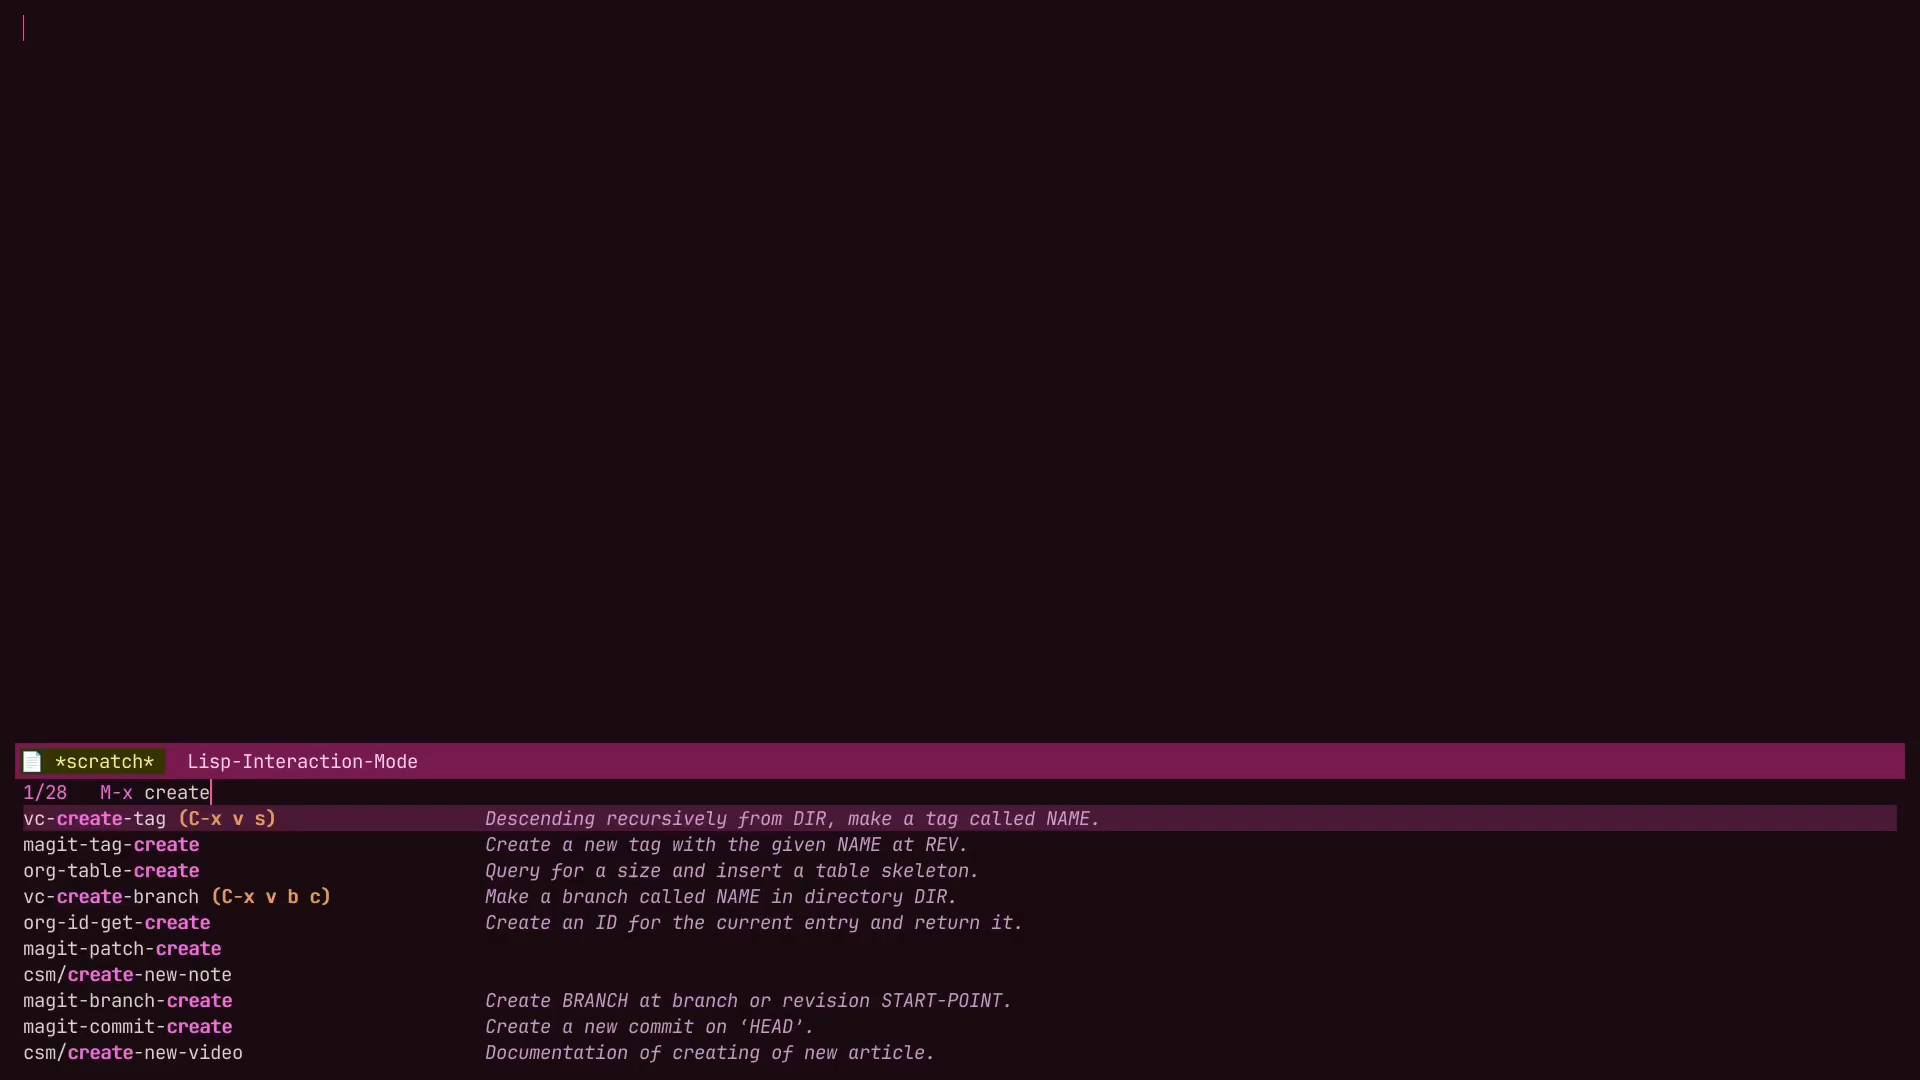 *scratch* Lisp-Interaction-Mode
1/28 M-x create
vc-create-tag (C-x v s) Descending recursively from DIR, make a tag called NAME.
magit-tag-create Create a new tag with the given NAME at REV.
org-table-create Query for a size and insert a table skeleton.
vc-create-branch (C-x v b c) Make a branch called NAME in directory DIR.
org-id-get-create Create an ID for the current entry and return it.
magit-patch-create
csm/create-new-note
magit-branch-create Create BRANCH at branch or revision START-POINT.
magit-commit-create Create a new commit on ‘HEAD’.
csm/create-new-video Documentation of creating of new article.